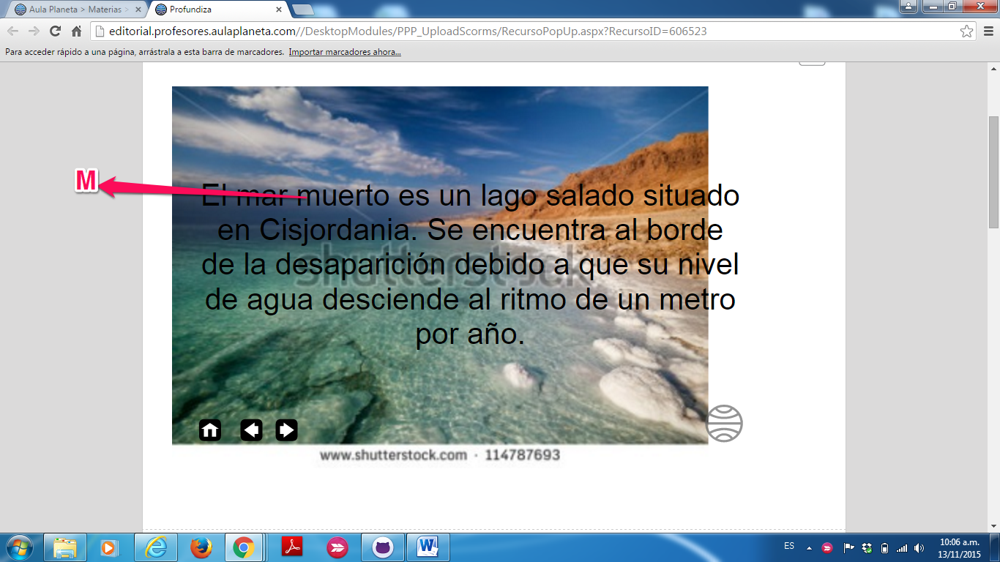 Aula Planeta > Materias >
Profundiza
editorial.profesores.aulaplaneta.com//DesktopModules/PPP_UploadScorms/RecursoPopUp.aspx?RecursoID=606523
Para acceder rápido a una página, arrástrala a esta barra de marcadores. Importar marcadores ahora...
M
El mar muerto es un lago salado situado
en Cisjordania. Se encuentra al borde
de la desaparición debido a que su nivel
de agua desciende al ritmo de un metro
por año.
shutterstock
www.shutterstock.com · 114787693
ES
10:06 a.m.
13/11/2015